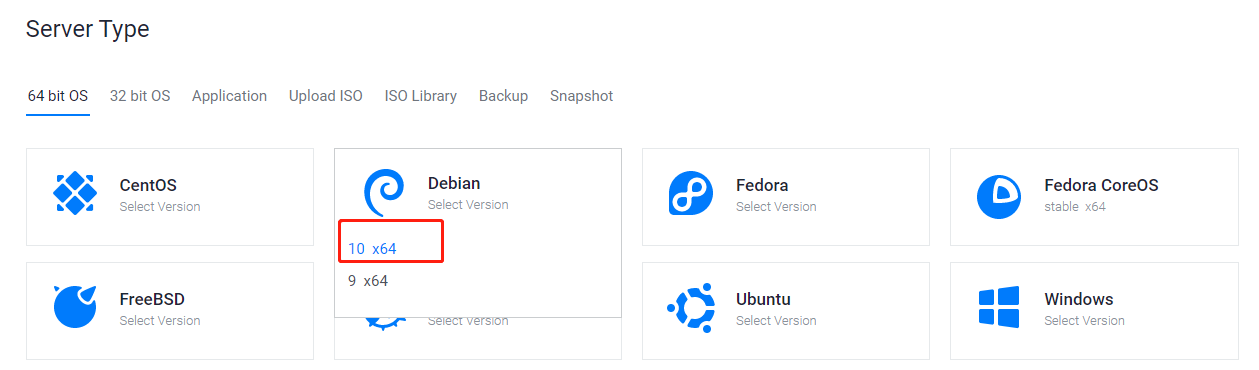 Server Type
64 bit OS 32 bit OS Application Upload ISO ISO Library Backup Snapshot
CentOS
Select Version
Debian
Select Version
10 x64
9 x64
Fedora
Select Version
Fedora CoreOS
stable x64
FreeBSD
Select Version
Select Version
Ubuntu
Select Version
Windows
Select Version